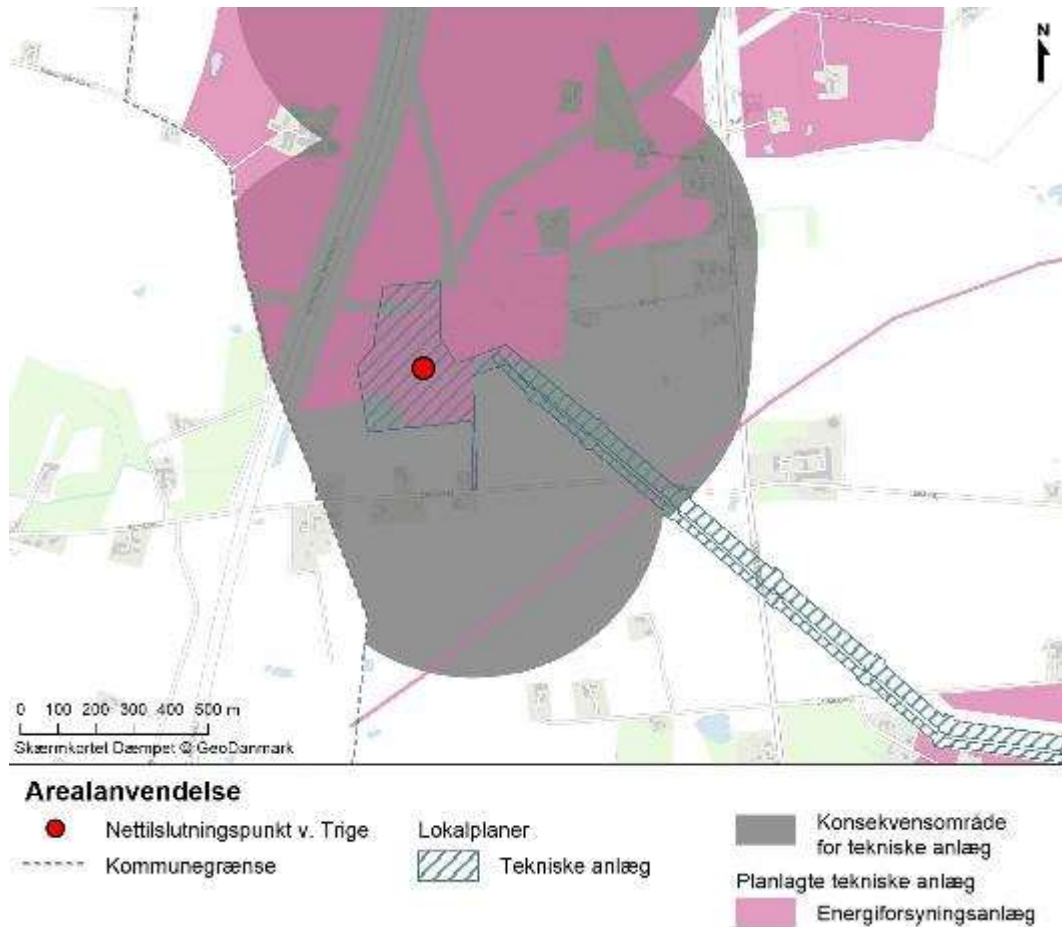 N
0 100 200 300 400 500 m
Skærmkortet Dæmpet © GeoDanmark
Arealanvendelse
Nettilslutningspunkt v. Trige
Kommunegrænse
Lokalplaner
Tekniske anlæg
Konsekvensområde
for tekniske anlæg
Planlagte tekniske anlæg
Energiforsyningsanlæg